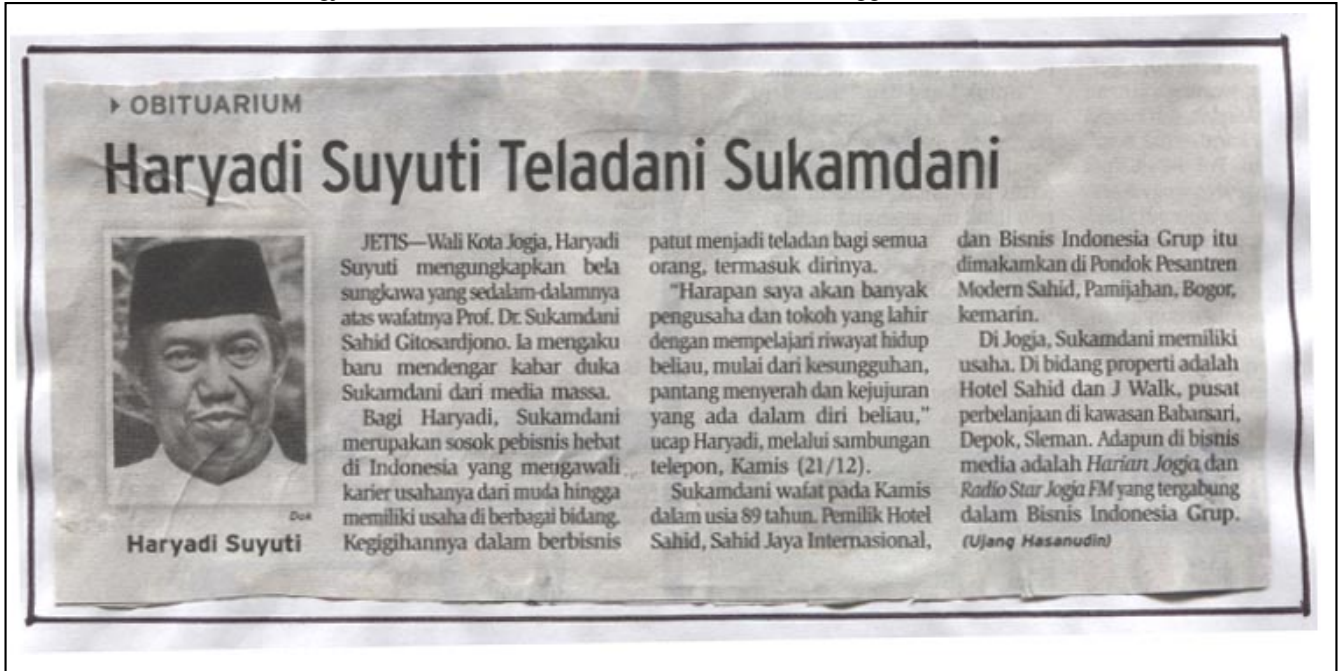 OBITUARIUM
Haryadi Suyuti Teladani Sukamdani
Dok
Haryadi Suyuti
JETIS—Wali Kota Jogja, Haryadi
Suyuti mengungkapkan bela
sungkawa yang sedalam-dalamnya
atas wafatnya Prof. Dr. Sukamdani
Sahid Gitosardjono. Ia mengaku
baru mendengar kabar duka
Sukamdani dari media massa.
Bagi Haryadi, Sukamdani
merupakan sosok pebisnis hebat
di Indonesia yang mengawali
karier usahanya dari muda hingga
memiliki usaha di berbagai bidang.
Kegigihannya dalam berbisnis
patut menjadi teladan bagi semua
orang, termasuk dirinya.
"Harapan saya akan banyak
pengusaha dan tokoh yang lahir
dengan mempelajari riwayat hidup
beliau, mulai dari kesungguhan,
pantang menyerah dan kejujuran
yang ada dalam diri beliau,"
ucap Haryadi, melalui sambungan
telepon, Kamis (21/12).
Sukamdani wafat pada Kamis
dalam usia 89 tahun. Pemilik Hotel
Sahid, Sahid Jaya Internasional,
dan Bisnis Indonesia Grup itu
dimakamkan di Pondok Pesantren
Modern Sahid, Pamijahan, Bogor,
kemarin.
Di Jogja, Sukamdani memiliki
usaha. Di bidang properti adalah
Hotel Sahid dan J Walk, pusat
perbelanjaan di kawasan Babarsari,
Depok, Sleman. Adapun di bisnis
media adalah Harian Jogja dan
Radio Star Jogja FM yang tergabung
dalam Bisnis Indonesia Grup.
(Ujang Hasanudin)